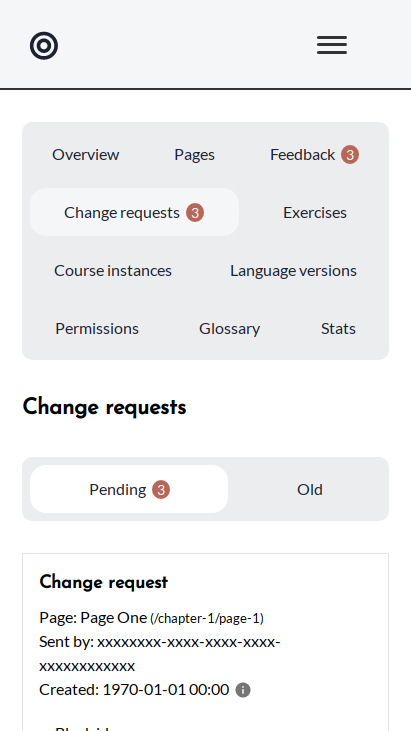 Overview Pages Feedback 3
Change requests 3 Exercises
Course instances Language versions
Permissions Glossary Stats
Change requests
Pending 3 Old
Change request
Page: Page One (/chapter-1/page-1)
Sent by: xxxxxxxx-xxxx-xxxx-xxxx-
xxxxxxxxxxxx
Created: 1970-01-01 00:00